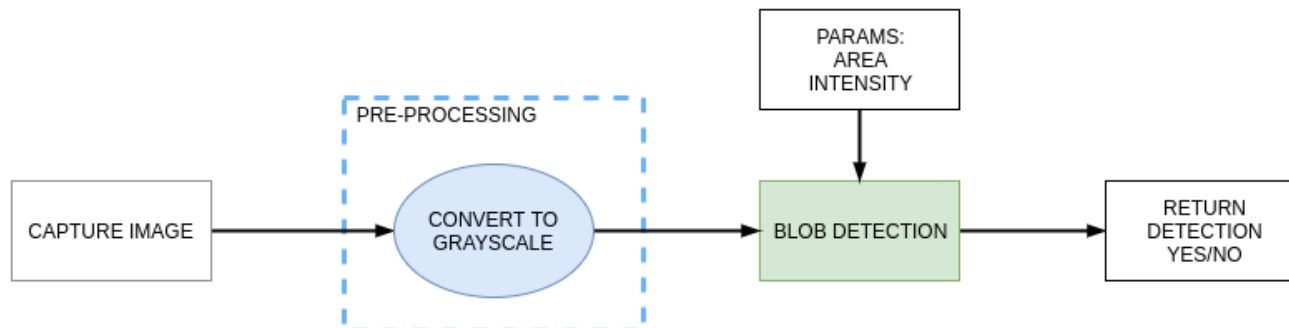 PARAMS:
AREA
INTENSITY
PRE-PROCESSING
CAPTURE IMAGE
CONVERT TO
GRAYSCALE
BLOB DETECTION
RETURN
DETECTION
YES/NO